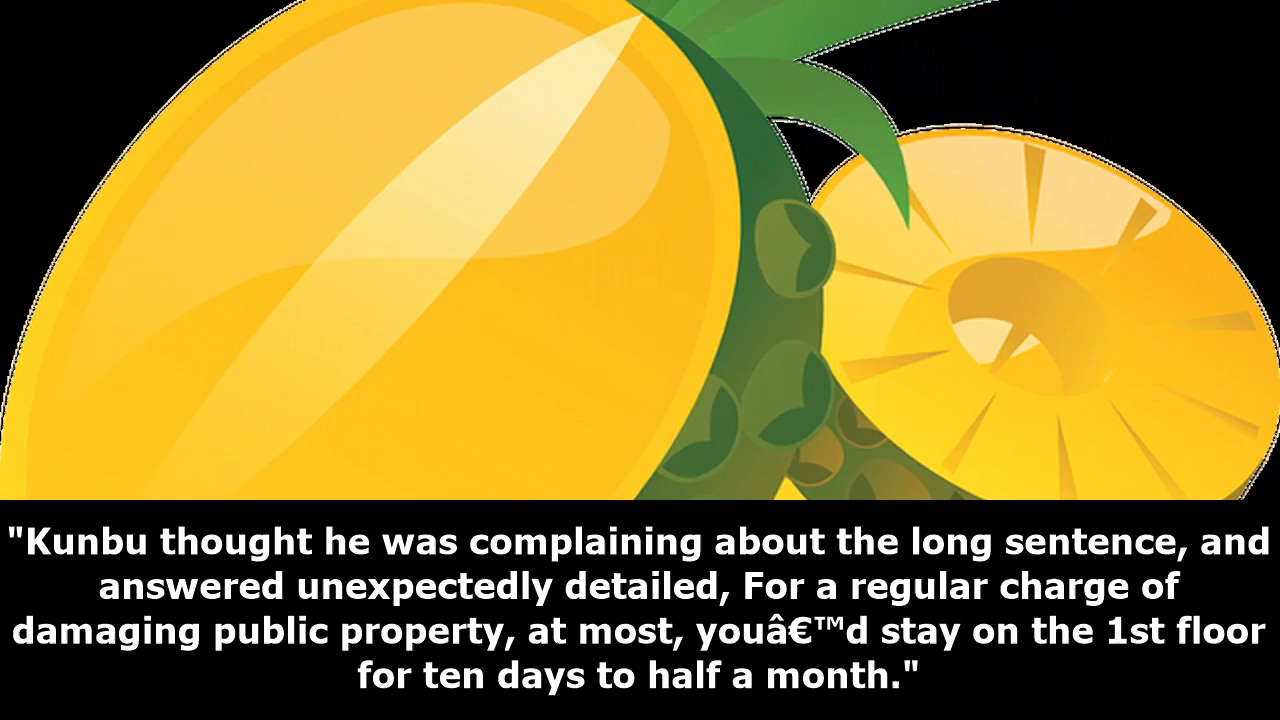 "Kunbu thought he was complaining about the long sentence, and
answered unexpectedly detailed, For a regular charge of
damaging public property, at most, youâ€™d stay on the 1st floor
for ten days to half a month."